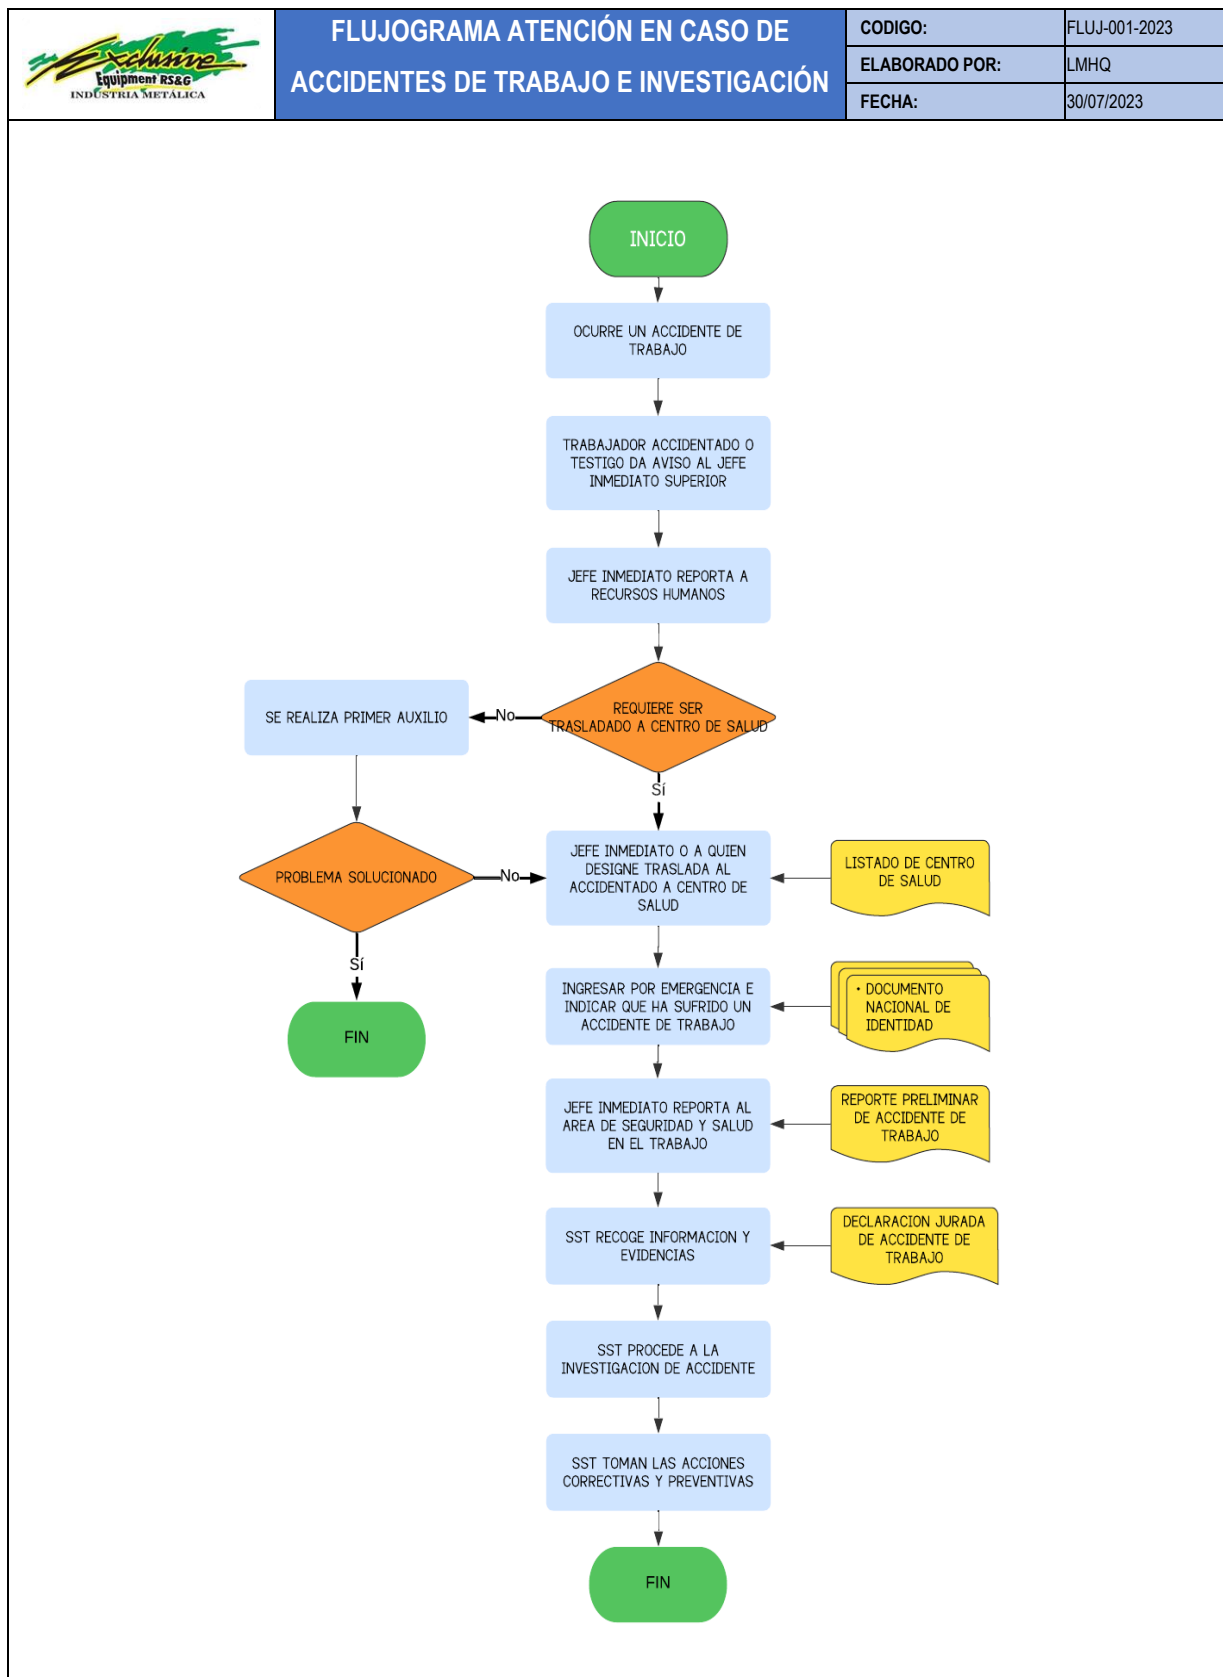 Exclusive
Equipment RS&G
INDUSTRIA METÁLICA
FLUJOGRAMA ATENCIÓN EN CASO DE
ACCIDENTES DE TRABAJO E INVESTIGACIÓN
CODIGO: FLUJ-001-2023
ELABORADO POR: LMHQ
FECHA: 30/07/2023
INICIO
OCURRE UN ACCIDENTE DE
TRABAJO
TRABAJADOR ACCIDENTADO O
TESTIGO DA AVISO AL JEFE
INMEDIATO SUPERIOR
JEFE INMEDIATO REPORTA A
RECURSOS HUMANOS
REQUIERE SER
TRASLADADO A CENTRO DE SALUD
No
SE REALIZA PRIMER AUXILIO
Sí
PROBLEMA SOLUCIONADO
No
JEFE INMEDIATO O A QUIEN
DESIGNE TRASLADA AL
ACCIDENTADO A CENTRO DE
SALUD
LISTADO DE CENTRO
DE SALUD
Sí
FIN
INGRESAR POR EMERGENCIA E
INDICAR QUE HA SUFRIDO UN
ACCIDENTE DE TRABAJO
• DOCUMENTO
NACIONAL DE
IDENTIDAD
JEFE INMEDIATO REPORTA AL
AREA DE SEGURIDAD Y SALUD
EN EL TRABAJO
REPORTE PRELIMINAR
DE ACCIDENTE DE
TRABAJO
SST RECOGE INFORMACION Y
EVIDENCIAS
DECLARACION JURADA
DE ACCIDENTE DE
TRABAJO
SST PROCEDE A LA
INVESTIGACION DE ACCIDENTE
SST TOMAN LAS ACCIONES
CORRECTIVAS Y PREVENTIVAS
FIN